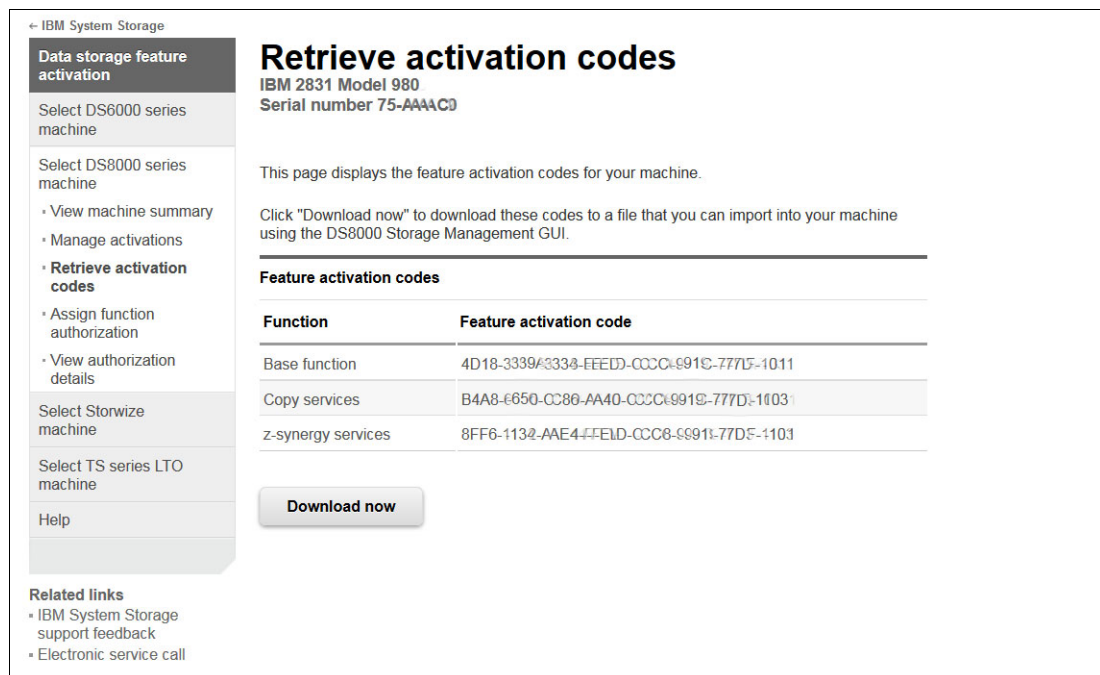 ← IBM System Storage
Data storage feature
activation
Select DS6000 series
machine
Select DS8000 series
machine
View machine summary
Manage activations
Retrieve activation
codes
Assign function
authorization
View authorization
details
Select Storwize
machine
Select TS series LTO
machine
Help
Related links
IBM System Storage
support feedback
Electronic service call
Retrieve activation codes
IBM 2831 Model 980
Serial number
This page displays the feature activation codes for your machine.
Click "Download now" to download these codes to a file that you can import into your machine
using the DS8000 Storage Management GUI.
Feature activation codes
Function Feature activation code
Base function
Copy services
z-synergy services
Download now